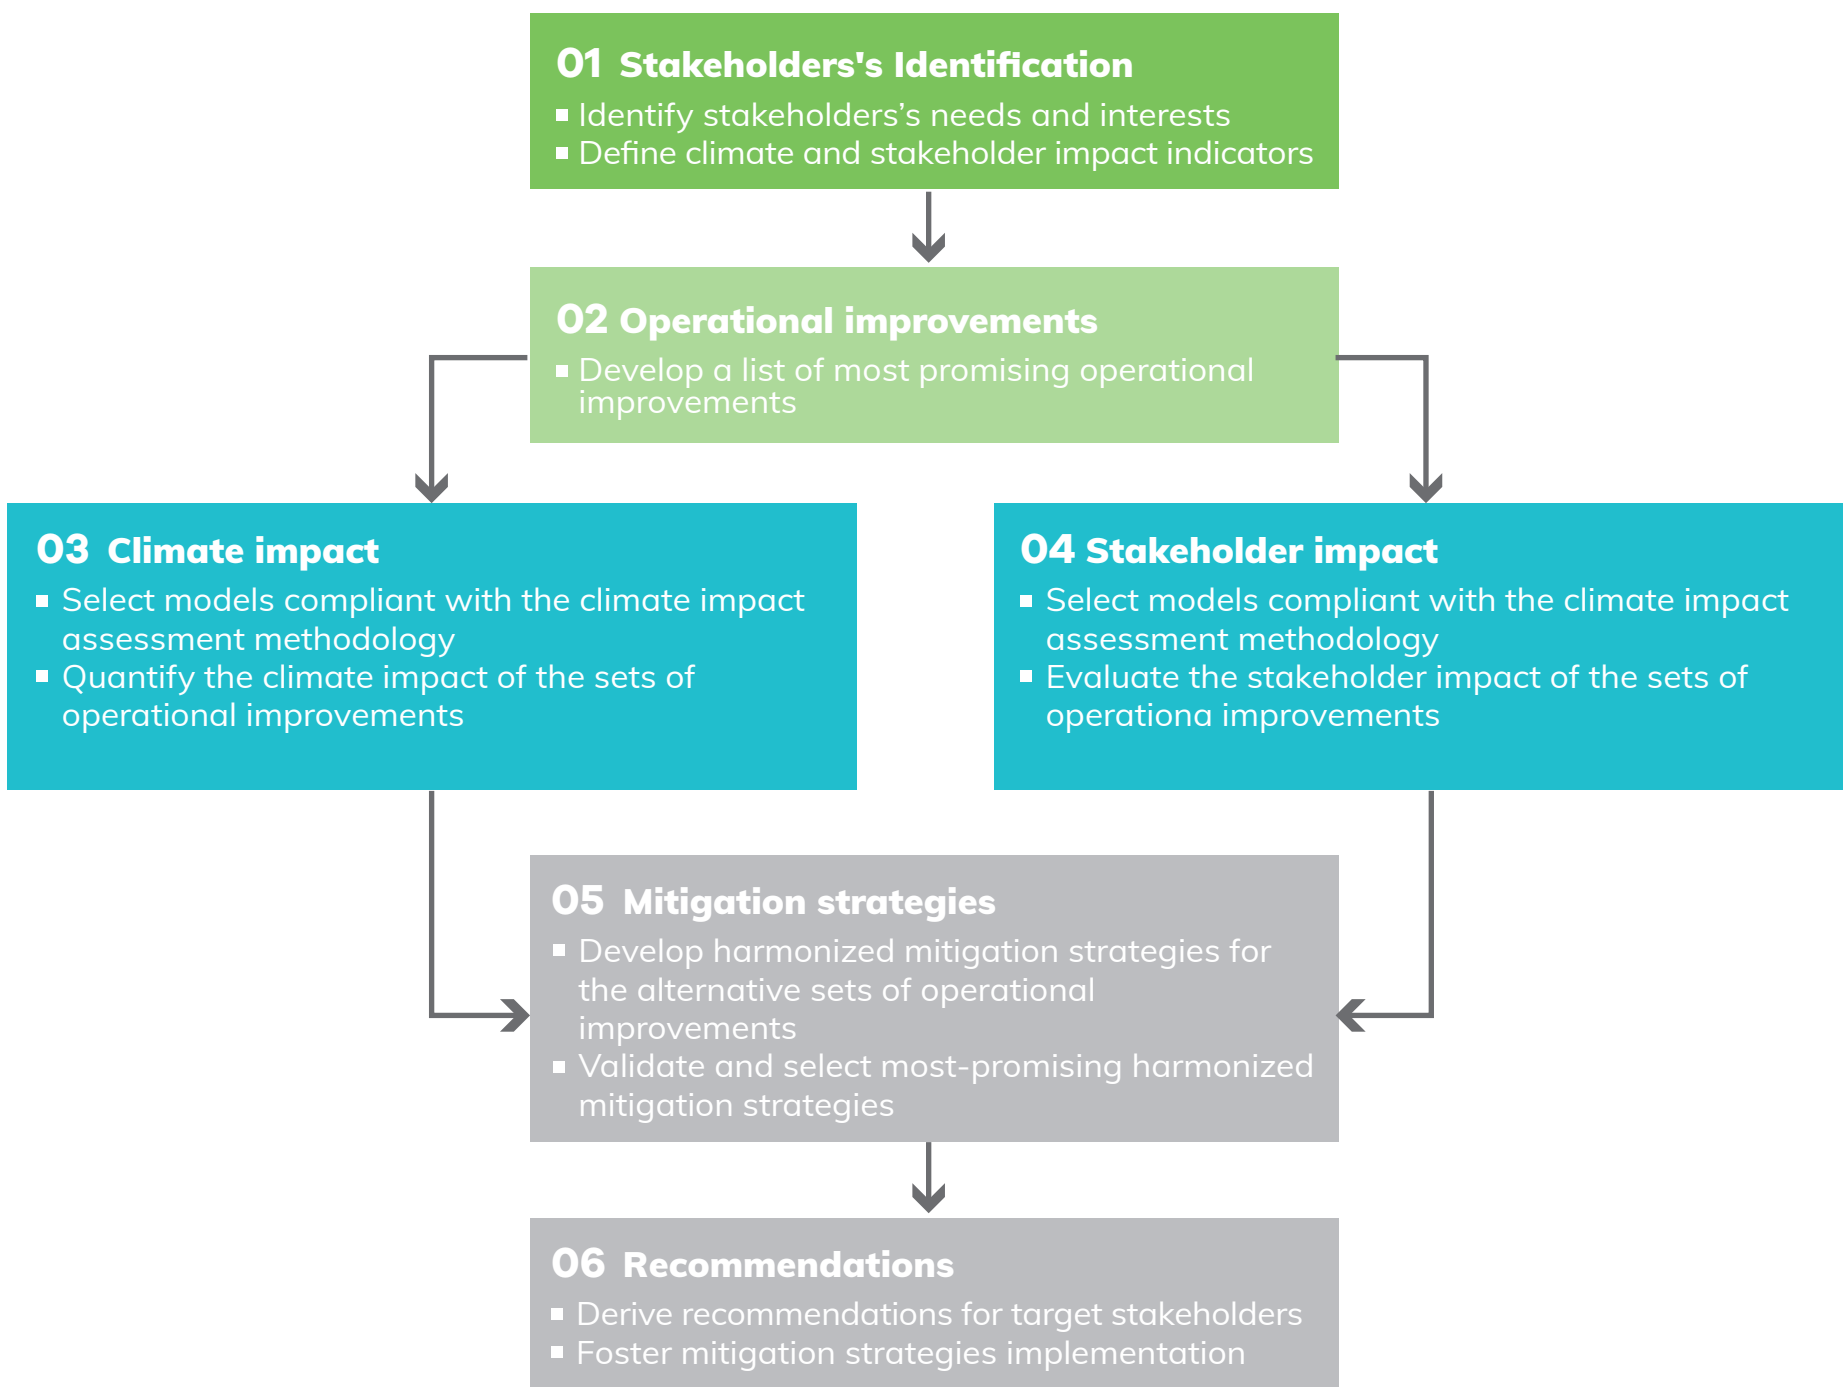 01 Stakeholders's Identification
Identify stakeholders’s needs and interests
Define climate and stakeholder impact indicators
02 Operational improvements
Develop a list of most promising operational
improvements
03 Climate impact
Select models compliant with the climate impact
assessment methodology
Quantify the climate impact of the sets of
operational improvements
04 Stakeholder impact
Select models compliant with the climate impact
assessment methodology
Evaluate the stakeholder impact of the sets of
operationa improvements
05 Mitigation strategies
Develop harmonized mitigation strategies for
the alternative sets of operational
improvements
Validate and select most-promising harmonized
mitigation strategies
06 Recommendations
Derive recommendations for target stakeholders
Foster mitigation strategies implementation